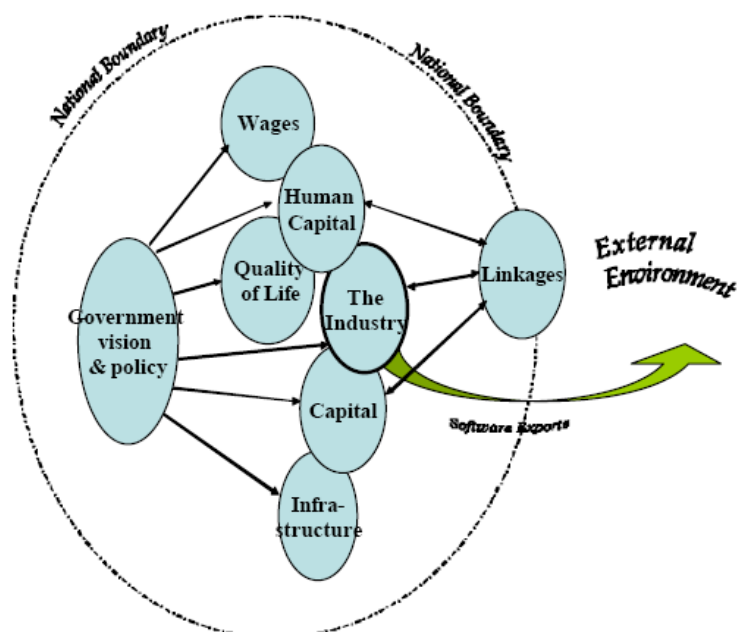 National Boundary
National Boundary
Wages
Human
Capital
Quality
of Life
Linkages
External
Environment
The
Industry
Government
vision
& policy
Capital
Software Exports
Infra-
structure